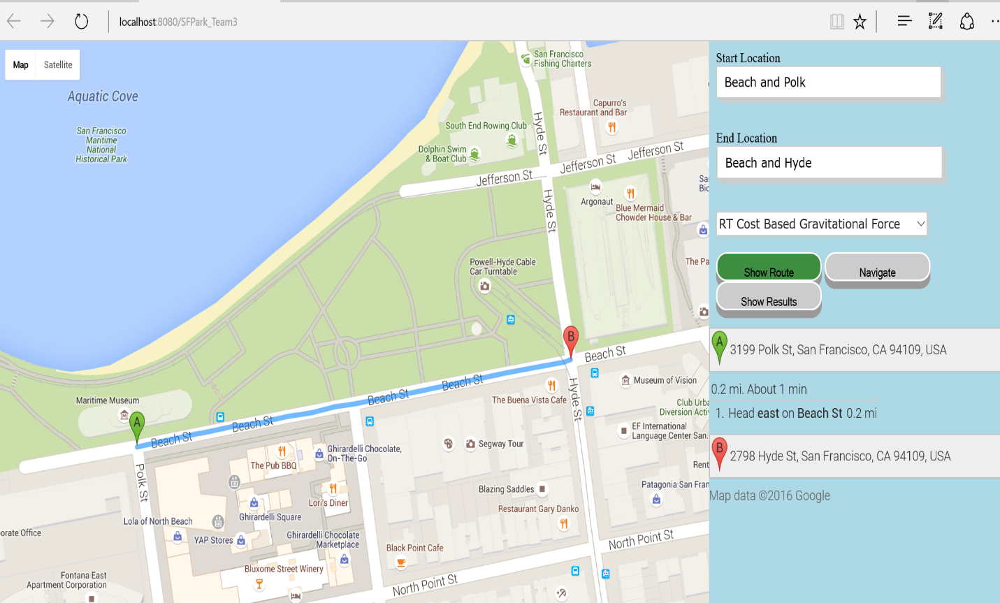 localhost:8080/SFPark_Team3
Map
Satellite
Aquatic Cove
San Francisco
Maritime
National
Historical Park
San Francisco
Fishing Charters
Capurro's
Restaurant and Bar
South End Rowing Club
Dolphin Swim
& Boat Club
Hyde St
Jefferson St
Jefferson St
Jefferson St
Hyde St
Argonaut
Blue Mermaid
Chowder House & Bar
Powell-Hyde Cable
Car Turntable
The Pa
B
Beach St
Beach St
Beach St
Beach St
Beach St
Museum of Vision
Maritime Museum
A
The Buena Vista Cafe
Hyde St
Club Urba
Diversion Activ
EF International
Language Center San
Ghirardelli Chocolate,
On-The-Go
Segway Tour
The Pub BBQ
Rent
Polk St
Blazing Saddles
Patagonia San Fran
Lori's Diner
Restaurant Gary Danko
Ghirardelli Square
Lola of North Beach
YAP Stores
Ghirardelli Chocolate
Marketplace
orate Office
North Point St
Black Point Cafe
Bluxome Street Winery
Fontana East
Apartment Corporation
North Point St
Start Location
Beach and Polk
End Location
Beach and Hyde
RT Cost Based Gravitational Force
Show Route
Navigate
Show Results
A 3199 Polk St, San Francisco, CA 94109, USA
0.2 mi. About 1 min
1. Head east on Beach St 0.2 mi
B 2798 Hyde St, San Francisco, CA 94109, USA
Map data ©2016 Google